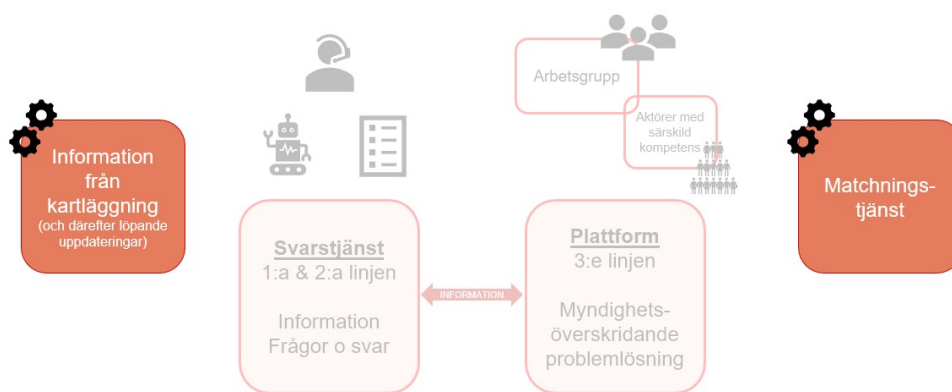 Information
från
kartläggning
(och därefter löpande
uppdateringar)
Svarstjänst
1:a & 2:a linjen
Information
Frågor o svar
INFORMATION
Arbetsgrupp
Aktörer med
särskild
kompetens
Plattform
3:e linjen
Myndighets-
överskridande
problemlösning
Matchnings-
tjänst